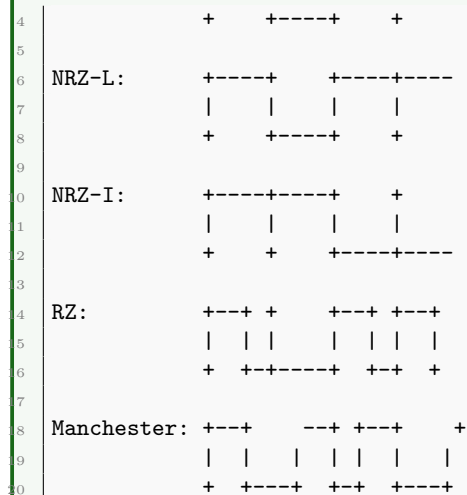 4                 +     +----+     +
5
6  NRZ-L:         +----+     +----+----
7                 |     |     |     |
8                 +     +----+     +
9
10 NRZ-I:         +----+----+     +
11                |     |     |     |
12                +     +     +----+----
13
14 RZ:            +--+ +     +--+ +--+
15                |  | |     |  | |  |
16                +  +-+----+  +-+  +
17
18 Manchester: +--+     --+ +--+     +
19                |  |    |  | |  |    |
20                +  +---+  +-+  +---+